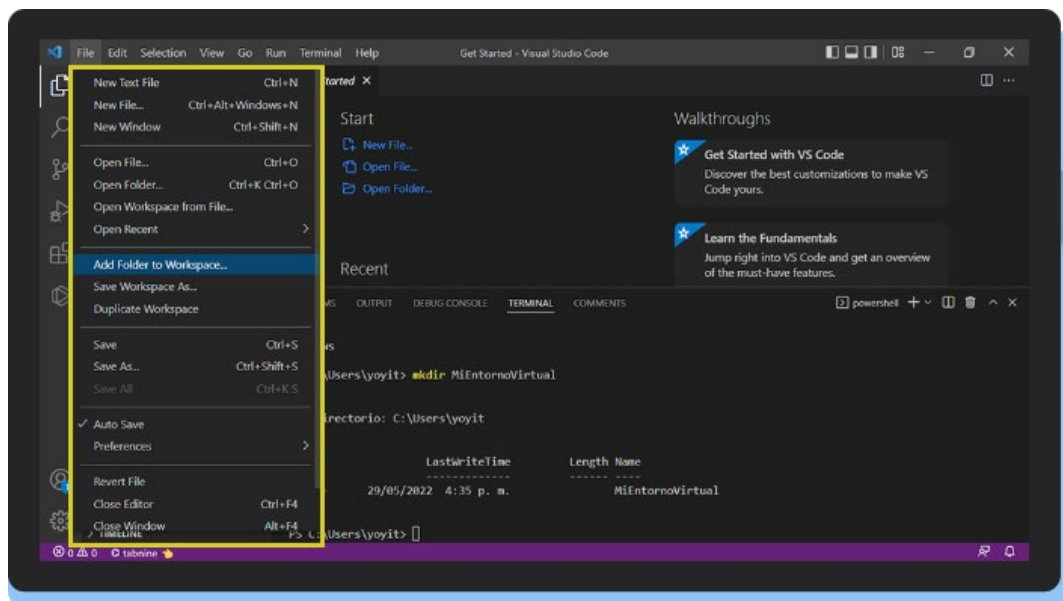 File Edit Selection View Go Run Terminal Help Get Started - Visual Studio Code
New Text File Ctrl+N
New File... Ctrl+Alt+Windows+N
New Window Ctrl+Shift+N
Open File... Ctrl+O
Open Folder... Ctrl+K Ctrl+O
Open Workspace from File...
Open Recent
Add Folder to Workspace...
Save Workspace As...
Duplicate Workspace
Save Ctrl+S
Save As... Ctrl+Shift+S
Save All Ctrl+K S
Auto Save
Preferences
Revert File
Close Editor Ctrl+F4
Close Window Alt+F4
TIMELINE
tarted
Start
New File...
Open File...
Open Folder...
Recent
Walkthroughs
Get Started with VS Code
Discover the best customizations to make VS
Code yours.
Learn the Fundamentals
Jump right into VS Code and get an overview
of the must-have features.
MS OUTPUT DEBUG CONSOLE TERMINAL COMMENTS powershell
ws
\Users\yoyit> mkdir MiEntornoVirtual
irectorio: C:\Users\yoyit
LastWriteTime Length Name
------------- ------ ----
29/05/2022 4:35 p. m. MiEntornoVirtual
PS C:\Users\yoyit>
0 0 tabnine